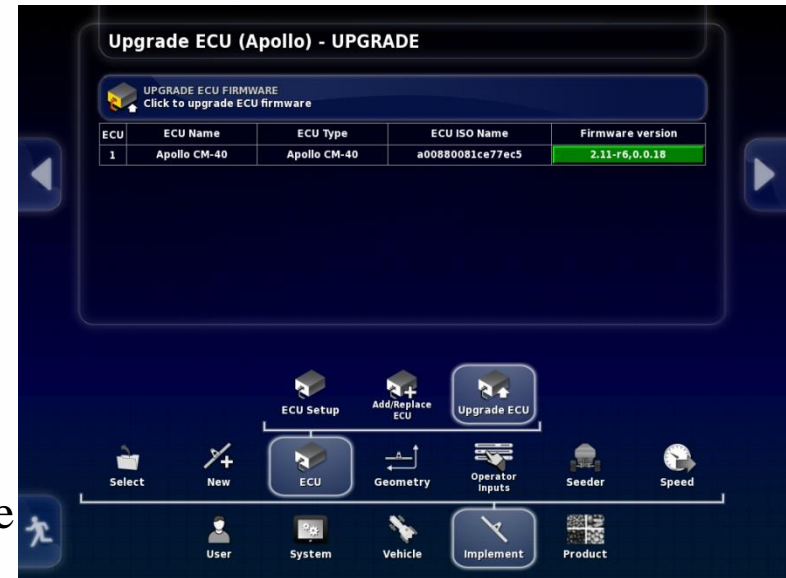 Upgrade ECU (Apollo) - UPGRADE
UPGRADE ECU FIRMWARE
Click to upgrade ECU firmware
ECU ECU Name ECU Type ECU ISO Name Firmware version
1 Apollo CM-40 Apollo CM-40 a00880081ce77ec5 2.11-r6,0.0.18
ECU Setup Add/Replace ECU Upgrade ECU
Select New ECU Geometry Operator Inputs Seeder Speed
e
User System Vehicle Implement Product